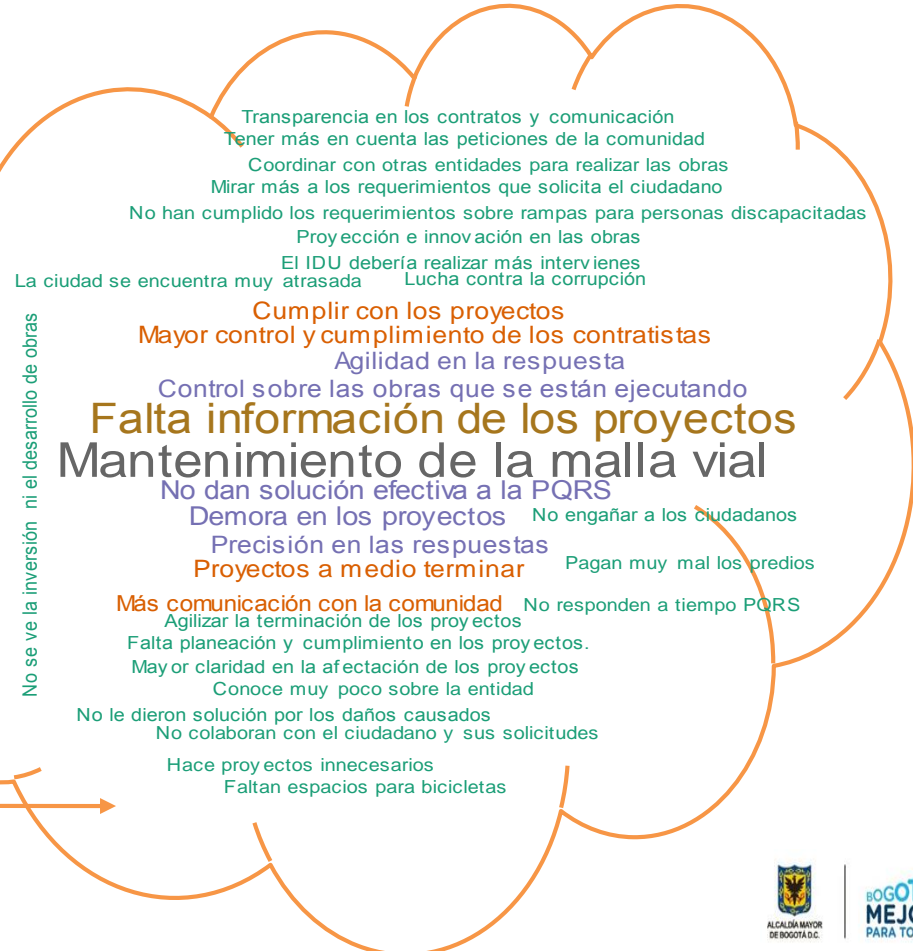 Transparencia en los contratos y comunicación
Tener más en cuenta las peticiones de la comunidad
Coordinar con otras entidades para realizar las obras
Mirar más a los requerimientos que solicita el ciudadano
No han cumplido los requerimientos sobre rampas para personas discapacitadas
Proyección e innovación en las obras
El IDU debería realizar más intervienes
La ciudad se encuentra muy atrasada
Lucha contra la corrupción
Cumplir con los proyectos
Mayor control y cumplimiento de los contratistas
Agilidad en la respuesta
Control sobre las obras que se están ejecutando
Falta información de los proyectos
Mantenimiento de la malla vial
No dan solución efectiva a la PQRS
Demora en los proyectos
No engañar a los ciudadanos
Precisión en las respuestas
Proyectos a medio terminar
Pagan muy mal los predios
Más comunicación con la comunidad
No responden a tiempo PQRS
Agilizar la terminación de los proyectos
Falta planeación y cumplimiento en los proyectos.
Mayor claridad en la afectación de los proyectos
Conoce muy poco sobre la entidad
No le dieron solución por los daños causados
No colaboran con el ciudadano y sus solicitudes
Hace proyectos innecesarios
Faltan espacios para bicicletas
No se ve la inversión ni el desarrollo de obras
ALCALDÍA MAYOR
DE BOGOTÁ D.C.
BOGOT
MEJO
PARA TO